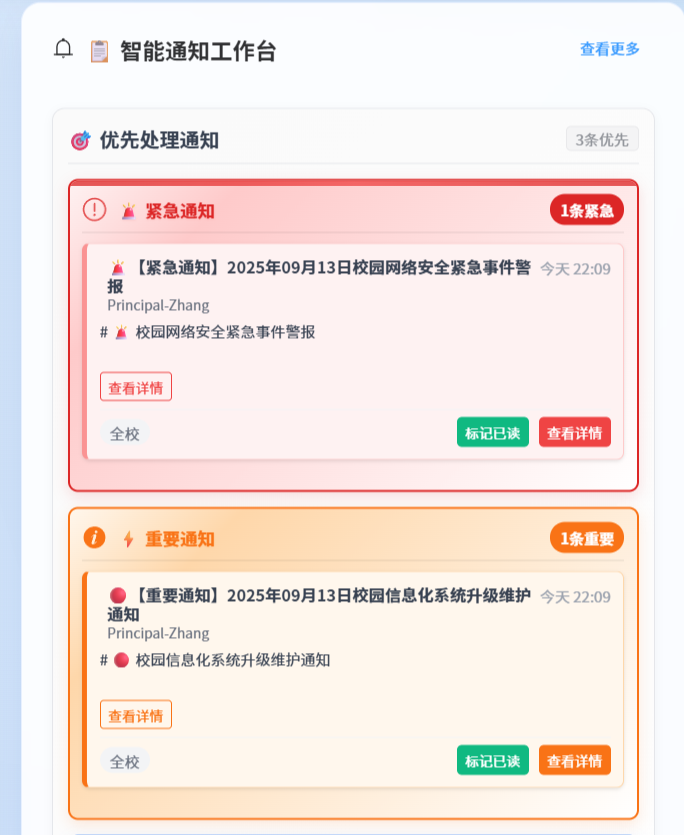 📋 智能通知工作台 查看更多
🎯 优先处理通知 3条优先
🚨 紧急通知 1条紧急
🚨 【紧急通知】2025年09月13日校园网络安全紧急事件警 今天 22:09
报
Principal-Zhang
# 🚨 校园网络安全紧急事件警报
查看详情
全校 标记已读 查看详情
⚡ 重要通知 1条重要
🔴 【重要通知】2025年09月13日校园信息化系统升级维护 今天 22:09
通知
Principal-Zhang
# 🔴 校园信息化系统升级维护通知
查看详情
全校 标记已读 查看详情